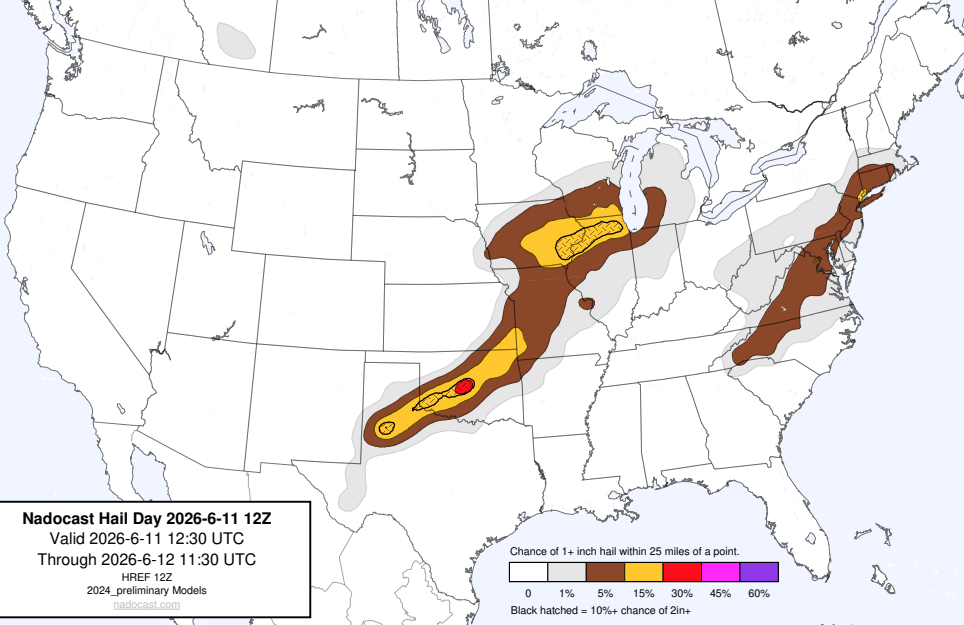 Nadocast Hail Day 2026-6-11 12Z
Valid 2026-6-11 12:30 UTC
Through 2026-6-12 11:30 UTC
HREF 12Z
2024_preliminary Models
nadocast.com
Chance of 1+ inch hail within 25 miles of a point.
0 1% 5% 15% 30% 45% 60%
Black hatched = 10%+ chance of 2in+